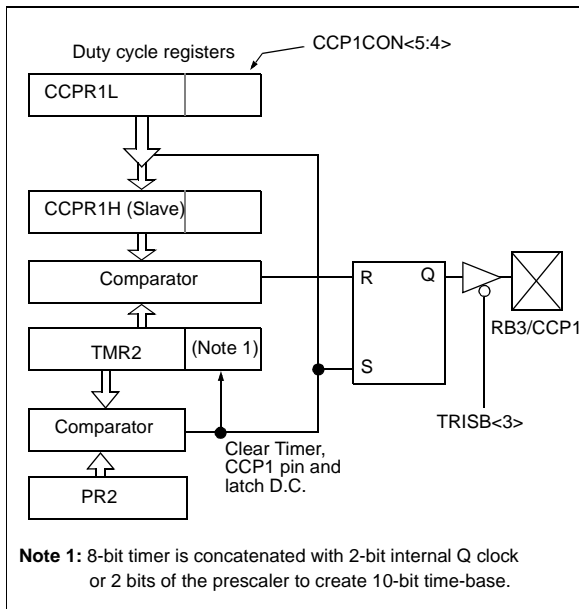 Duty cycle registers
CCP1CON<5:4>
CCPR1L
CCPR1H (Slave)
Comparator
R
Q
RB3/CCP1
TMR2
(Note 1)
S
TRISB<3>
Comparator
Clear Timer,
CCP1 pin and
latch D.C.
PR2
Note 1: 8-bit timer is concatenated with 2-bit internal Q clock
or 2 bits of the prescaler to create 10-bit time-base.